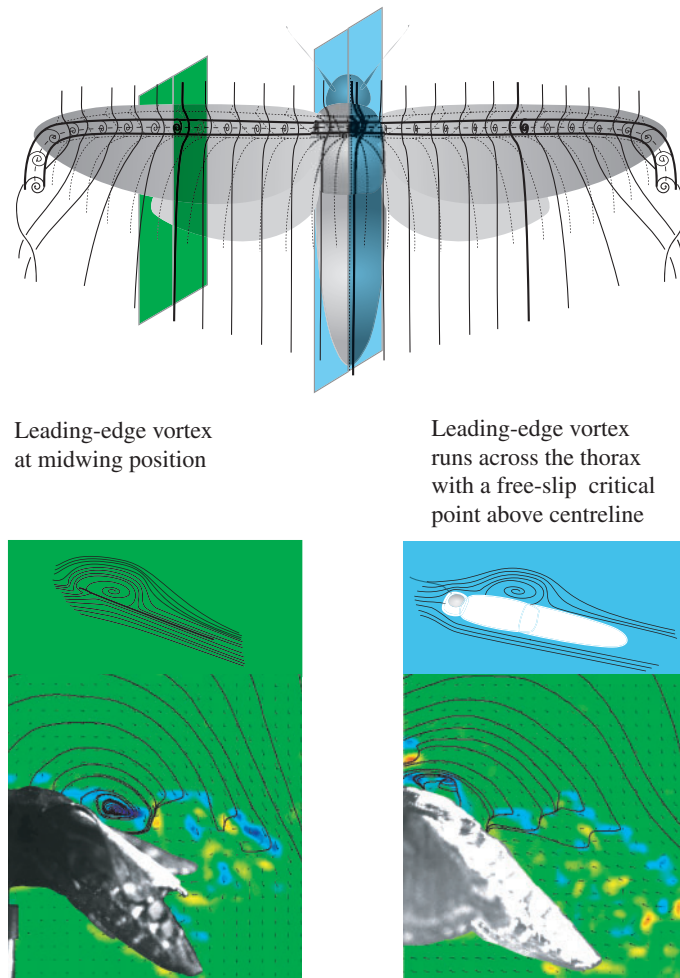 Leading-edge vortex
at midwing position
Leading-edge vortex
runs across the thorax
with a free-slip critical
point above centreline